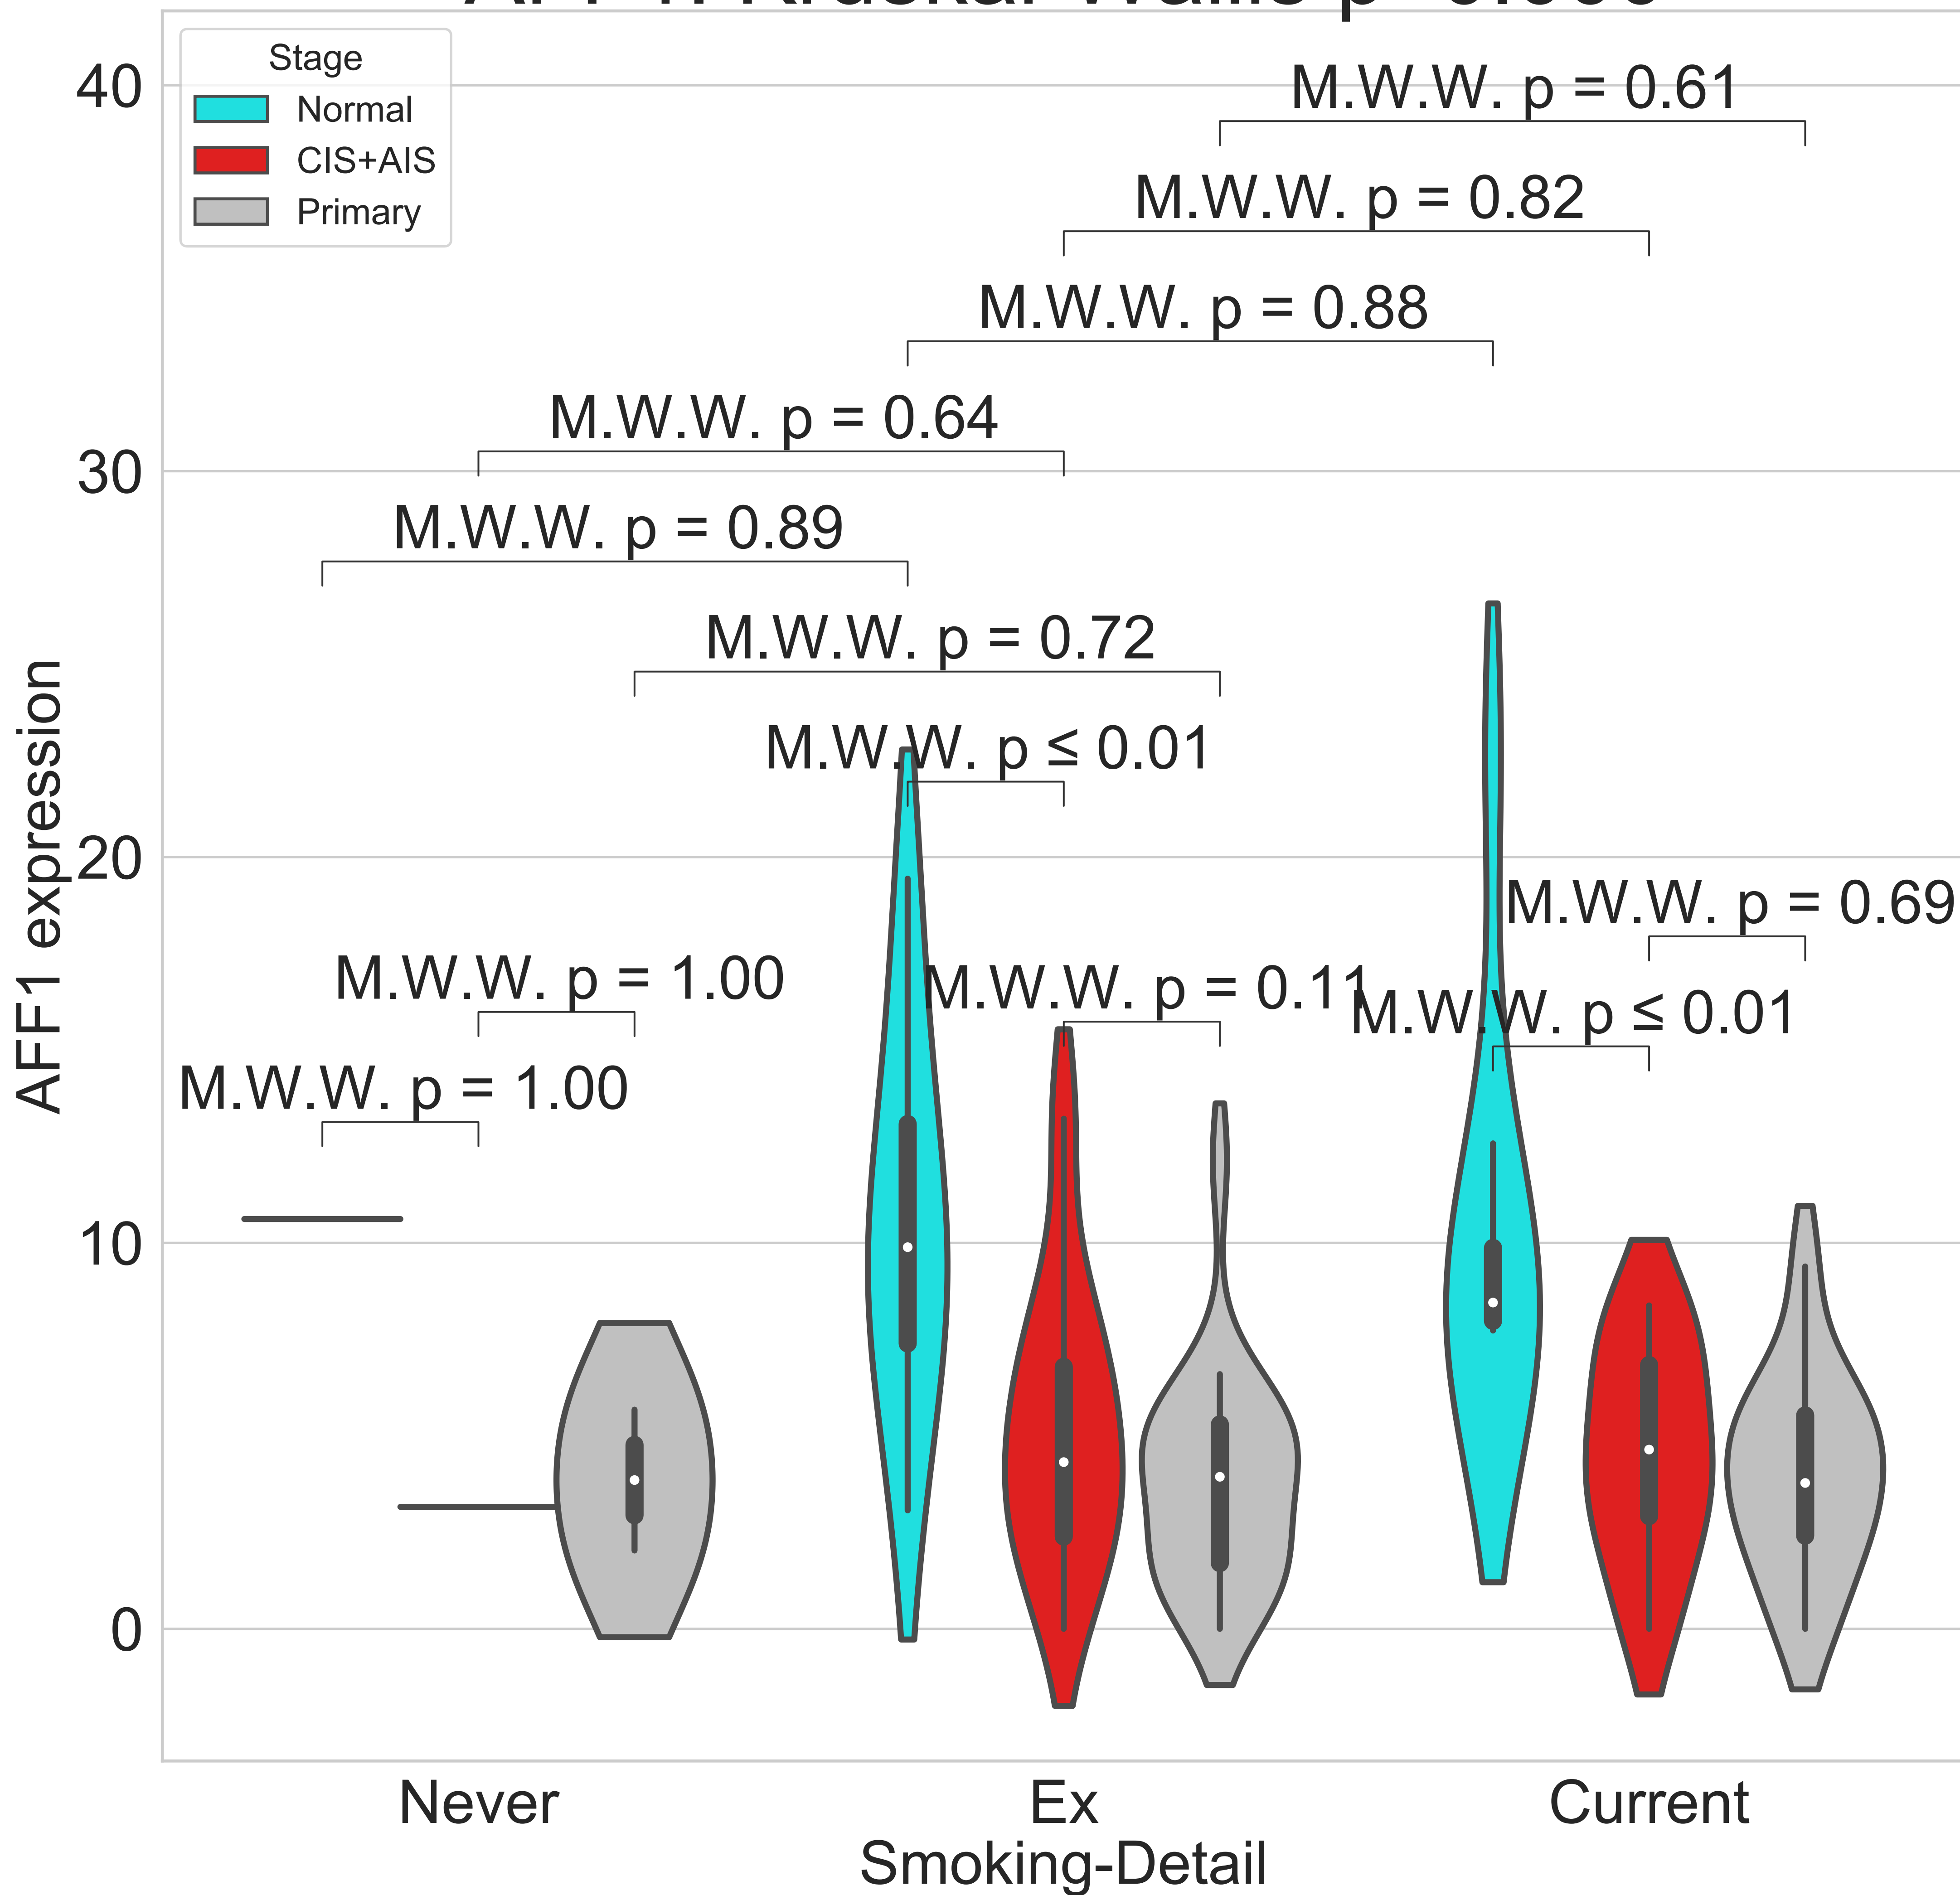 Stage
Normal
CIS+AIS
Primary
40
30
20
10
0
AFF1 expression
M.W.W. p = 0.61
M.W.W. p = 0.82
M.W.W. p = 0.88
M.W.W. p = 0.64
M.W.W. p = 0.89
M.W.W. p = 0.72
M.W.W. p ≤ 0.01
M.W.W. p = 0.69
M.W.W. p = 1.00
M.W.W. p = 0.11
M.W.W. p ≤ 0.01
M.W.W. p = 1.00
Never
Ex
Current
Smoking-Detail